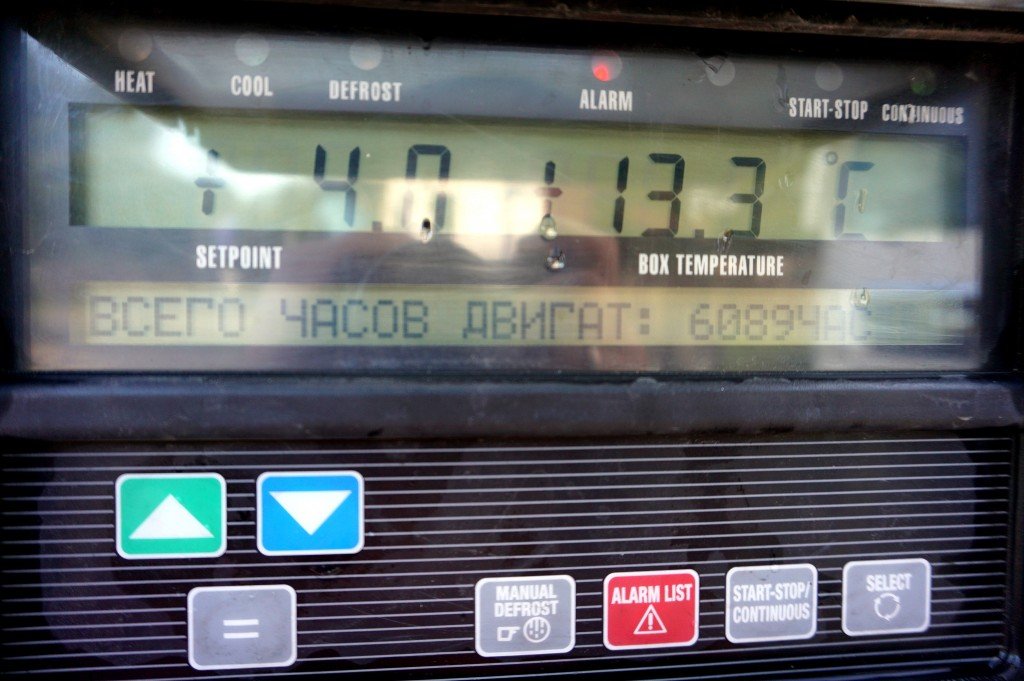 HEAT COOL DEFROST ALARM START-STOP CONTINUOUS
+ 4.0 + 13.3 °C
SETPOINT BOX TEMPERATURE
ВСЕГО ЧАСОВ ДВИГАТ: 6089ЧАС
MANUAL
DEFROST
ALARM LIST
START-STOP/
CONTINUOUS
SELECT
=